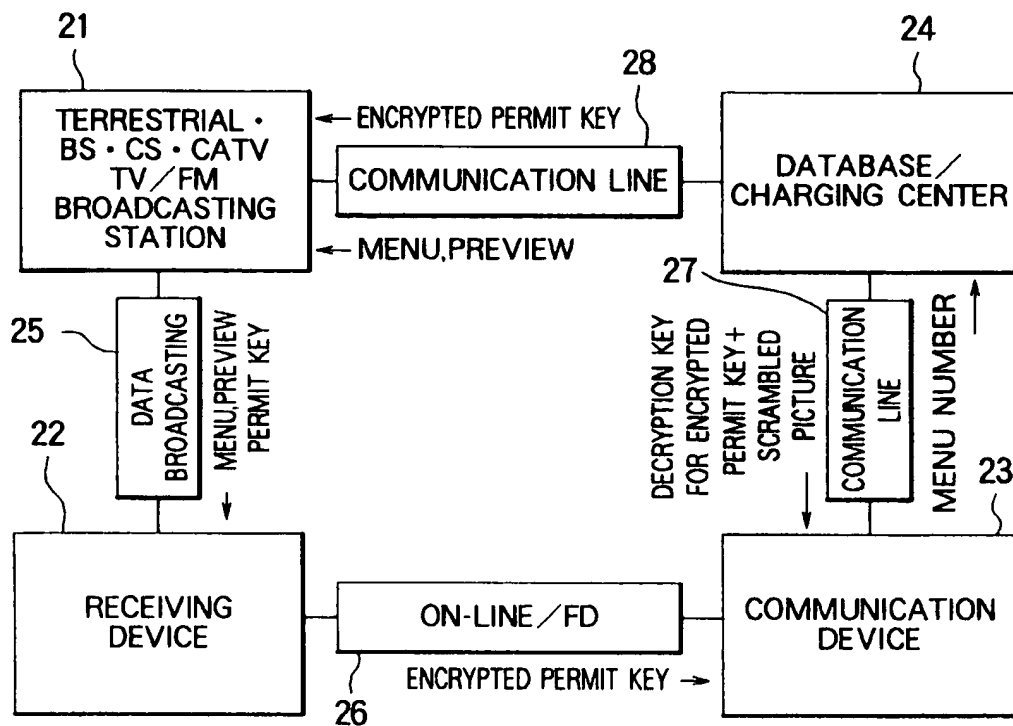 21
24
28
TERRESTRIAL・
BS・CS・CATV
TV/FM
BROADCASTING
STATION
ENCRYPTED PERMIT KEY
COMMUNICATION LINE
MENU,PREVIEW
DATABASE/
CHARGING CENTER
25
DATA
BROADCASTING
MENU,PREVIEW
PERMIT KEY
27
DECRYPTION KEY
FOR ENCRYPTED
PERMIT KEY+
SCRAMBLED
PICTURE
COMMUNICATION
LINE
MENU NUMBER
22
23
RECEIVING
DEVICE
ON-LINE/FD
COMMUNICATION
DEVICE
26
ENCRYPTED PERMIT KEY